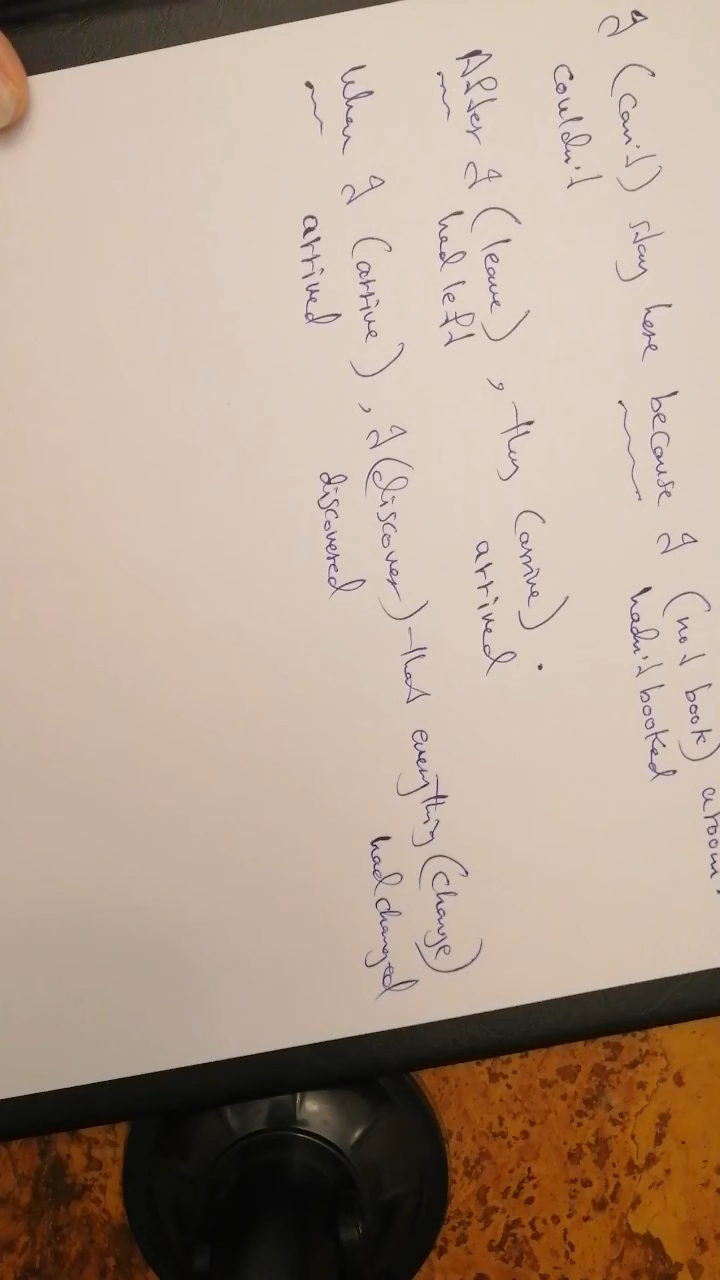 I (can't) stay here because I (not book) a room.
couldn't hadn't booked
After I (leave), they (arrive).
had left arrived
When I (arrive), I (discover) that everything (change)
arrived discovered had changed